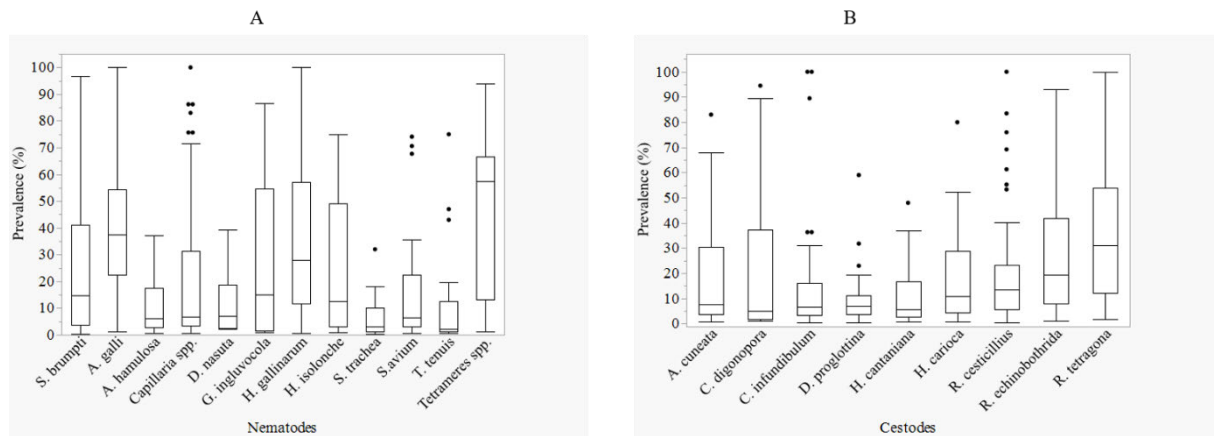 A
Prevalence (%)
100
90
80
70
60
50
40
30
20
10
0
S. brumpti
A. galli
A. hamulosa
Capillaria spp.
D. nasuta
G. ingluvocola
H. gallinarum
H. isolonche
S. trachea
S.avium
T. tenuis
Tetrameres spp.
Nematodes
B
Prevalence (%)
100
90
80
70
60
50
40
30
20
10
0
A. cuneata
C. digonopora
C. infundibulum
D. proglottina
H. cantaniana
H. carioca
R. cesticillius
R. echinobothrida
R. tetragona
Cestodes